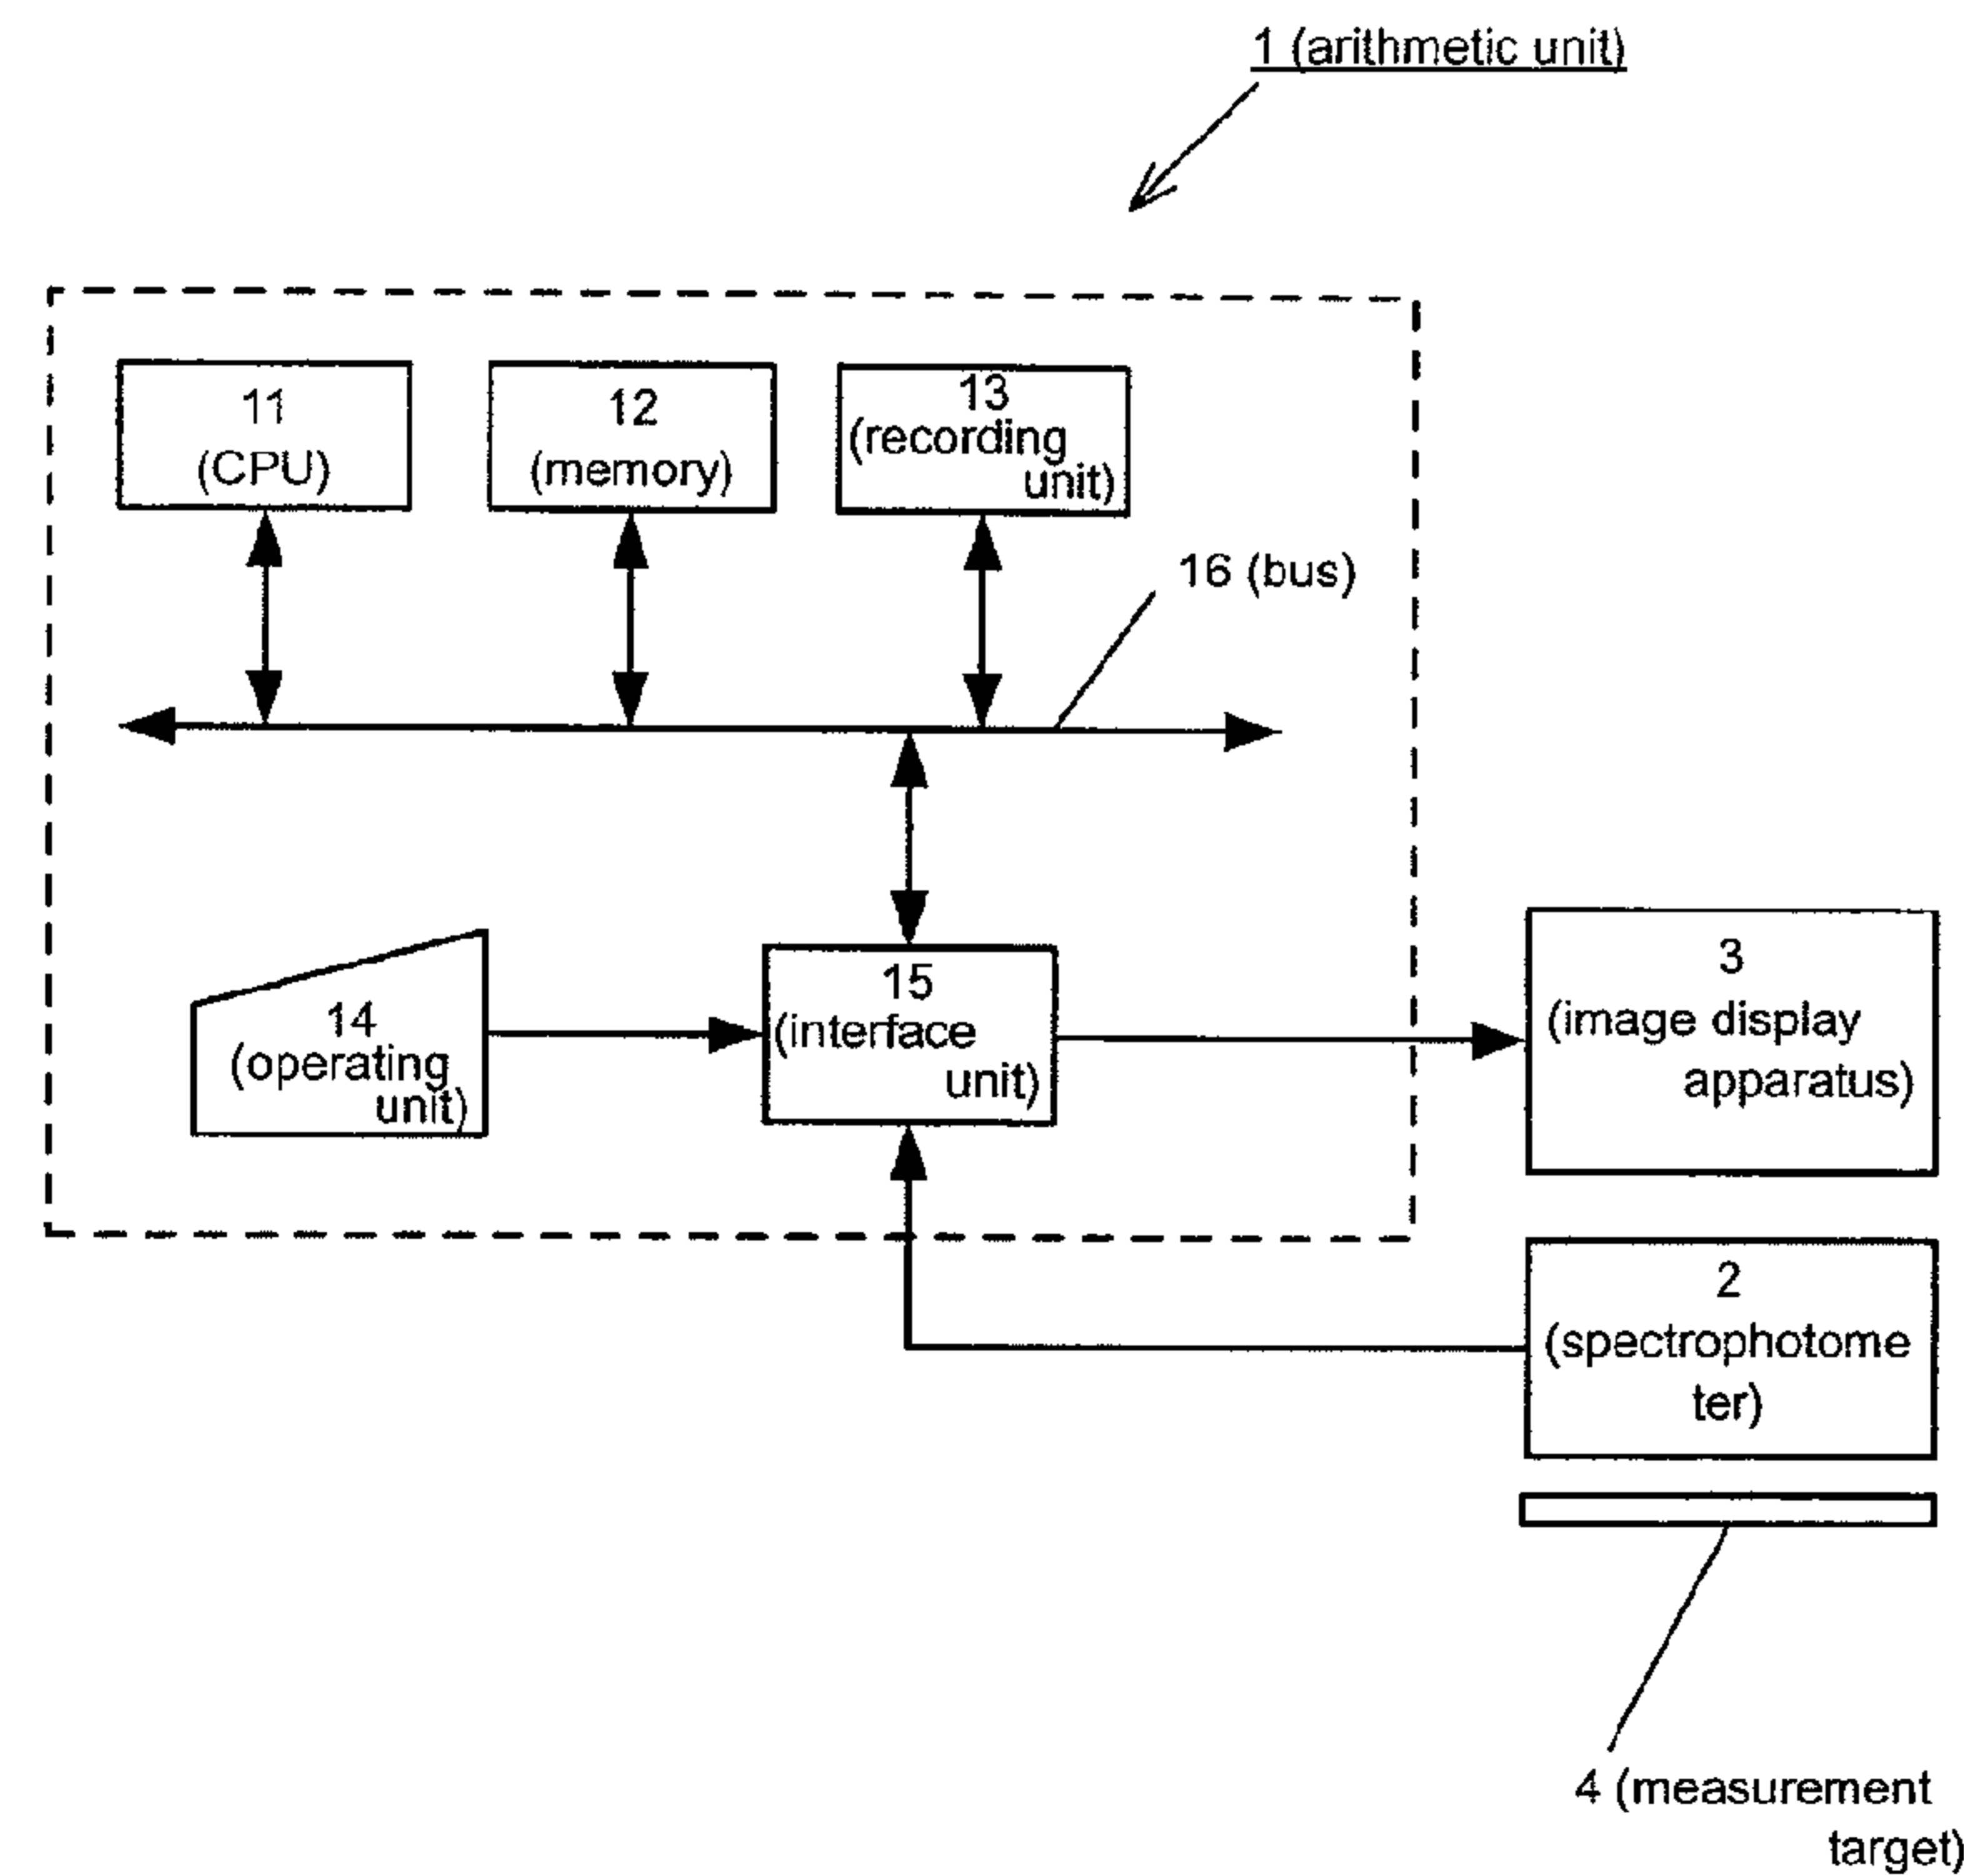 1 (arithmetic unit)
11
(CPU)
12
(memory)
13
(recording
unit)
16 (bus)
14
(operating
unit)
15
(interface
unit)
3
(image display
apparatus)
2
(spectrophotome
ter)
4 (measurement
target)